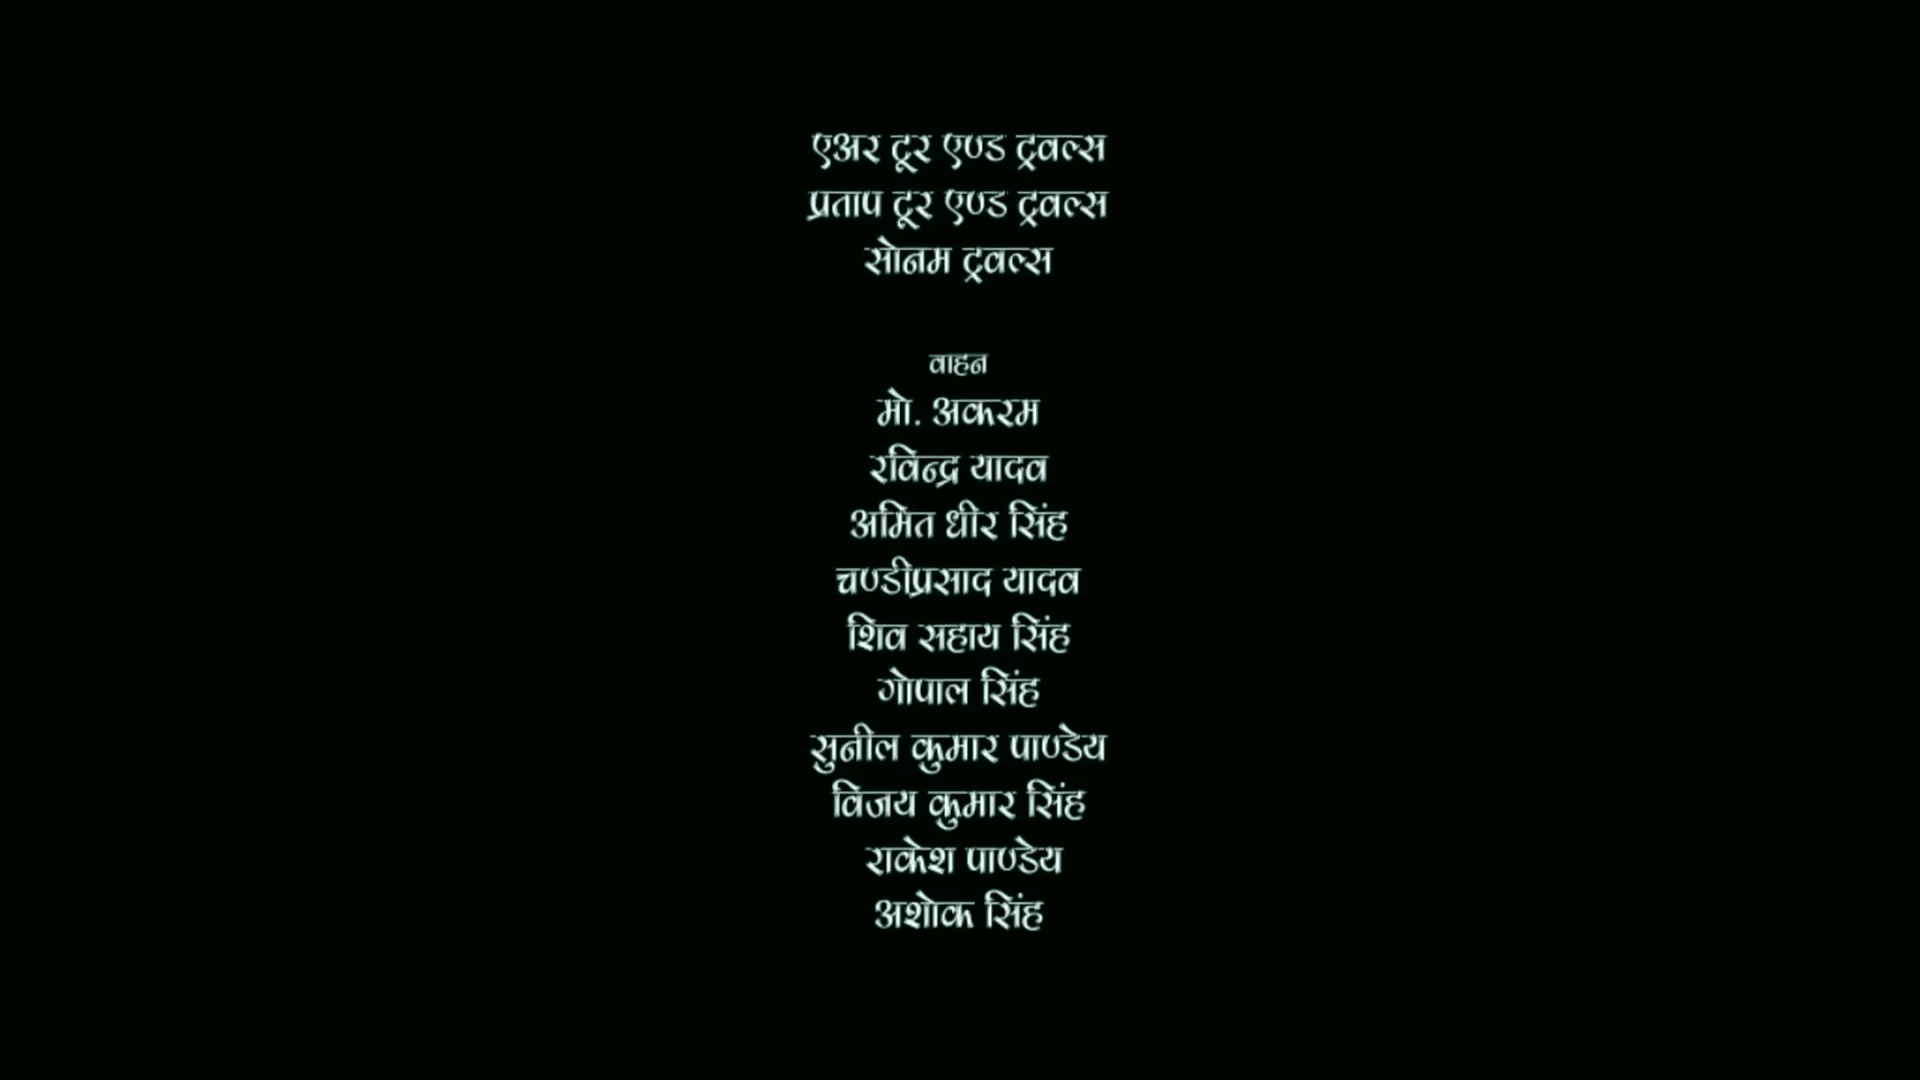 एअर टूर एण्ड ट्रवल्स
प्रताप टूर एण्ड ट्रवल्स
सोनम ट्रवल्स
वाहन
मो. अकरम
रविन्द्र यादव
अमित धीर सिंह
चण्डीप्रसाद यादव
शिव सहाय सिंह
गोपाल सिंह
सुनील कुमार पाण्डेय
विजय कुमार सिंह
राकेश पाण्डेय
अशोक सिंह